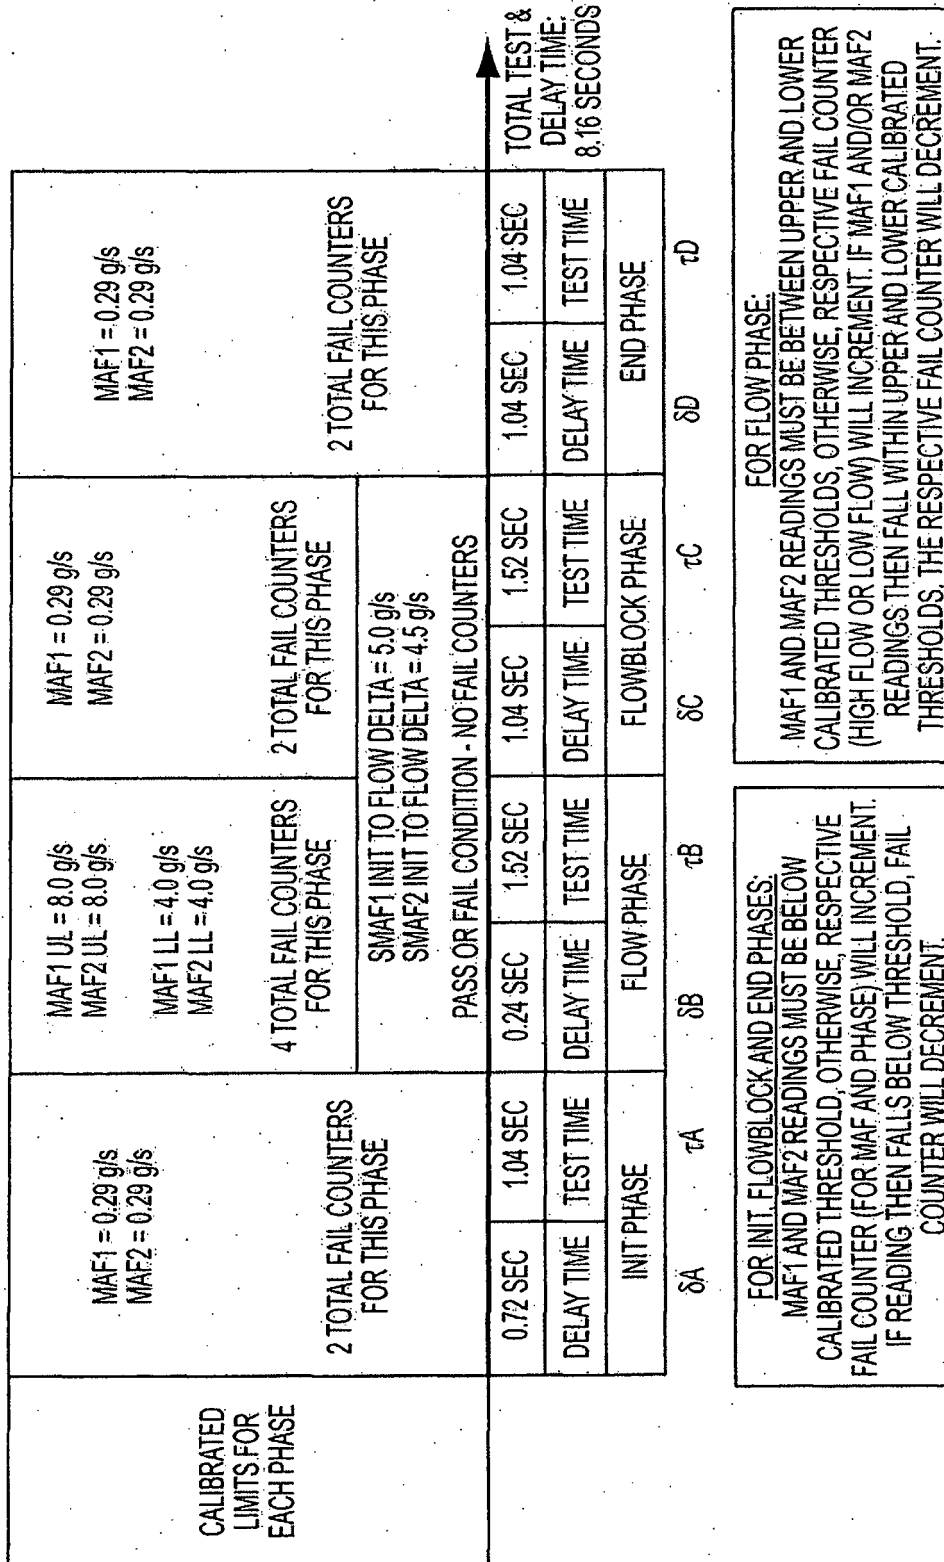 CALIBRATED
LIMITS FOR
EACH PHASE
MAF1 = 0.29 g/s
MAF2 = 0.29 g/s
2 TOTAL FAIL COUNTERS
FOR THIS PHASE
MAF1 UL = 8.0 g/s
MAF2 UL = 8.0 g/s
MAF1 LL = 4.0 g/s
MAF2 LL = 4.0 g/s
4 TOTAL FAIL COUNTERS
FOR THIS PHASE
MAF1 = 0.29 g/s
MAF2 = 0.29 g/s
2 TOTAL FAIL COUNTERS
FOR THIS PHASE
SMAF1 INIT TO FLOW DELTA = 5.0 g/s
SMAF2 INIT TO FLOW DELTA = 4.5 g/s
PASS OR FAIL CONDITION - NO FAIL COUNTERS
MAF1 = 0.29 g/s
MAF2 = 0.29 g/s
2 TOTAL FAIL COUNTERS
FOR THIS PHASE
0.72 SEC 1.04 SEC 0.24 SEC 1.52 SEC 1.04 SEC 1.52 SEC 1.04 SEC 1.04 SEC
DELAY TIME TEST TIME DELAY TIME TEST TIME DELAY TIME TEST TIME DELAY TIME TEST TIME
INIT PHASE FLOW PHASE FLOWBLOCK PHASE END PHASE
δA τA δB τB δC τC δD τD
TOTAL TEST &
DELAY TIME:
8.16 SECONDS
FOR INIT, FLOWBLOCK AND END PHASES:
MAF1 AND MAF2 READINGS MUST BE BELOW
CALIBRATED THRESHOLD, OTHERWISE, RESPECTIVE
FAIL COUNTER (FOR MAF AND PHASE) WILL INCREMENT.
IF READING THEN FALLS BELOW THRESHOLD, FAIL
COUNTER WILL DECREMENT.
FOR FLOW PHASE:
MAF1 AND MAF2 READINGS MUST BE BETWEEN UPPER AND LOWER
CALIBRATED THRESHOLDS, OTHERWISE, RESPECTIVE FAIL COUNTER
(HIGH FLOW OR LOW FLOW) WILL INCREMENT. IF MAF1 AND/OR MAF2
READINGS THEN FALL WITHIN UPPER AND LOWER CALIBRATED
THRESHOLDS, THE RESPECTIVE FAIL COUNTER WILL DECREMENT.